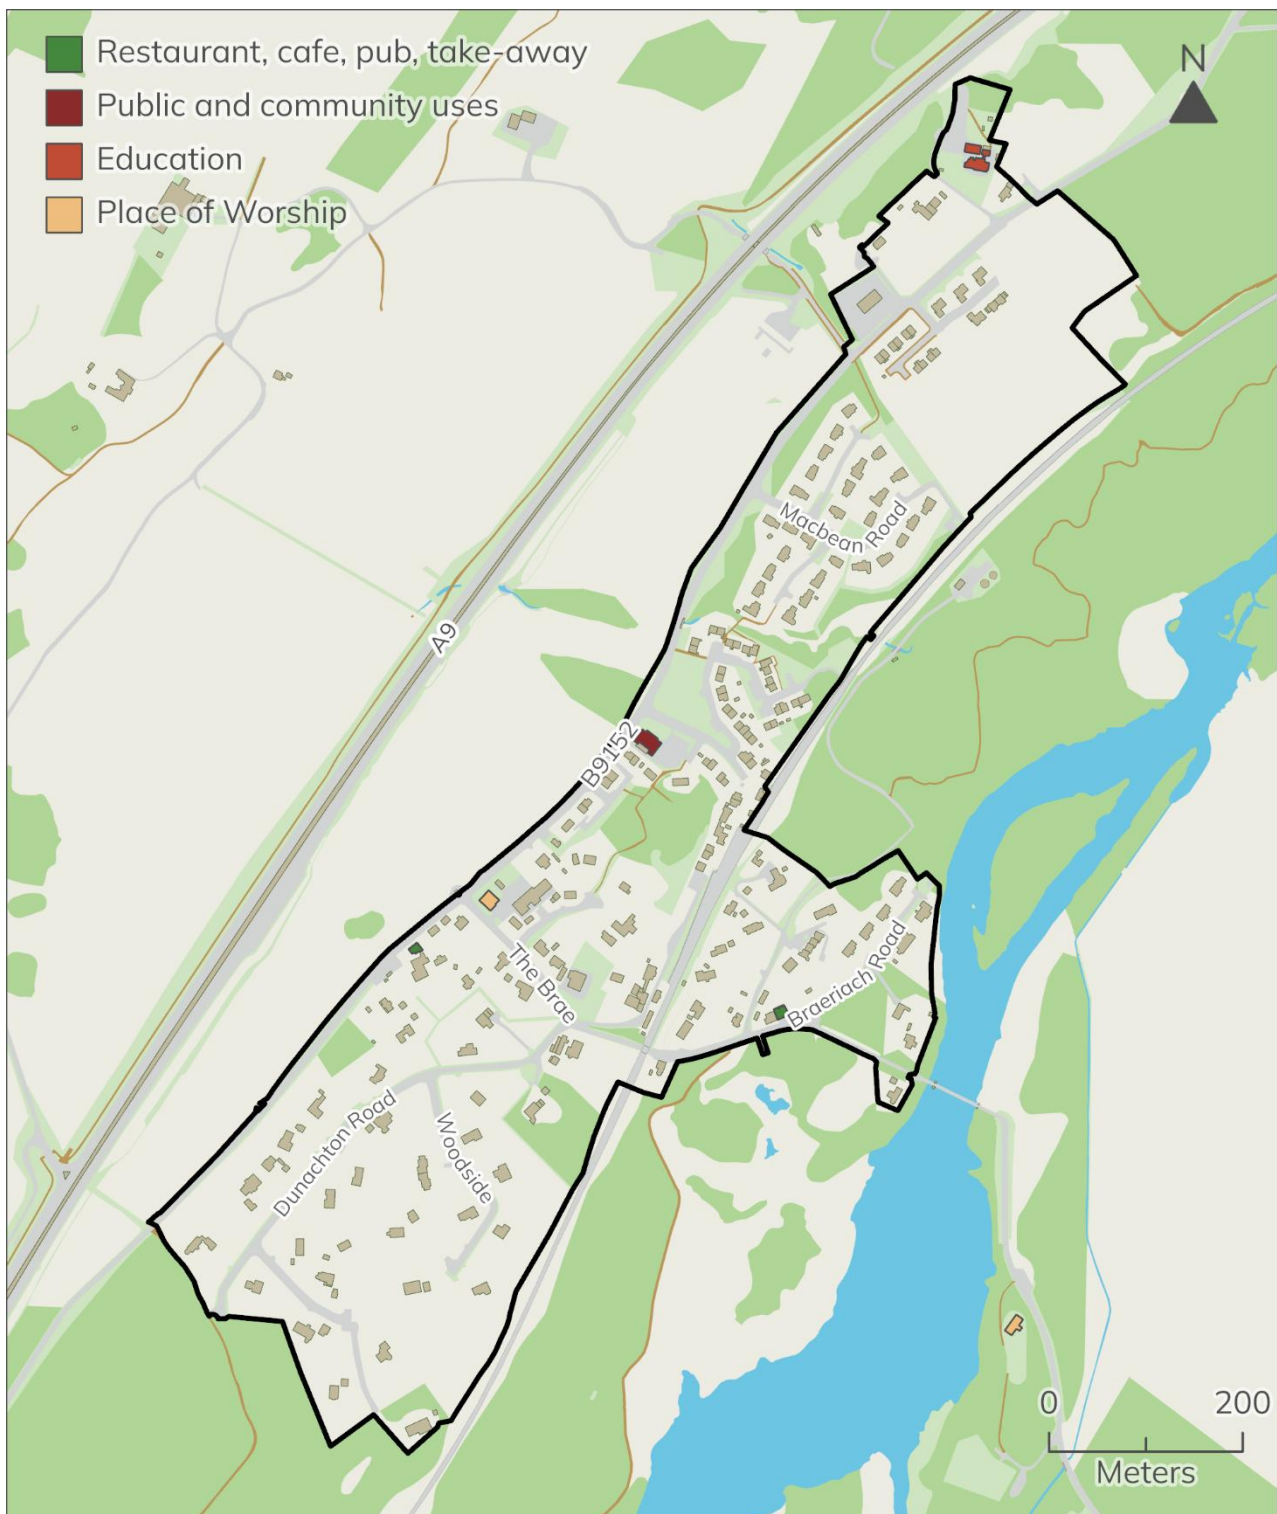 Restaurant, cafe, pub, take-away
Public and community uses
Education
Place of Worship
N
Macbean Road
A9
B9152
The Brae
Braeriach Road
Dunachton Road
Woodside
0 200
Meters